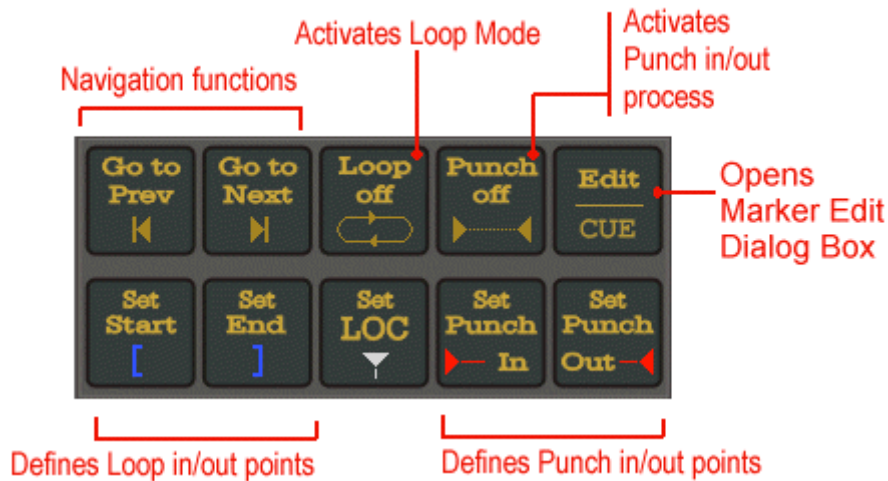 Activates Loop Mode
Activates
Punch in/out
process
Navigation functions
Go to
Prev
Go to
Next
Loop
off
Punch
off
Edit
CUE
Opens
Marker Edit
Dialog Box
Set
Start
[
Set
End
]
Set
LOC
Set
Punch
In
Set
Punch
Out
Defines Loop in/out points
Defines Punch in/out points